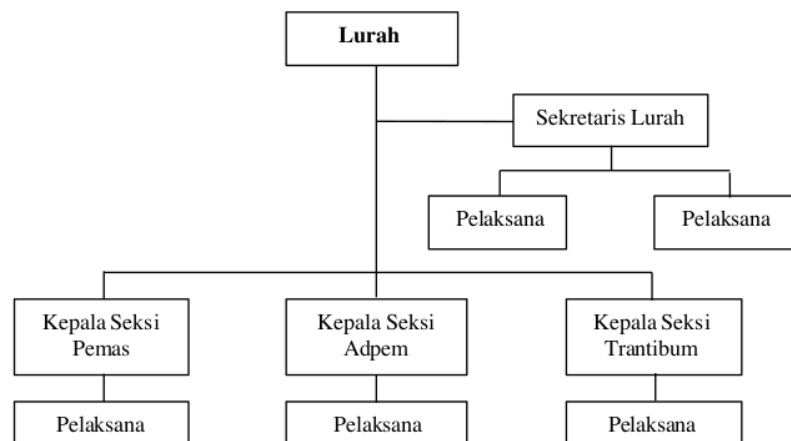 Lurah
Sekretaris Lurah
Pelaksana
Pelaksana
Kepala Seksi
Pemas
Kepala Seksi
Adpem
Kepala Seksi
Trantibum
Pelaksana
Pelaksana
Pelaksana